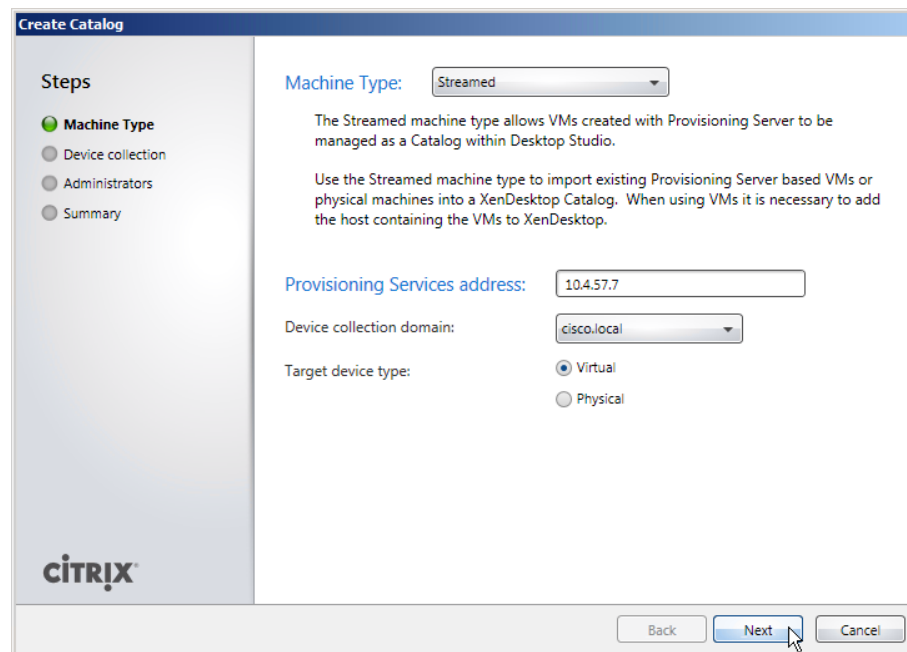 Create Catalog
Steps
Machine Type
Device collection
Administrators
Summary
CİTRIX
Machine Type:
Streamed
The Streamed machine type allows VMs created with Provisioning Server to be
managed as a Catalog within Desktop Studio.
Use the Streamed machine type to import existing Provisioning Server based VMs or
physical machines into a XenDesktop Catalog. When using VMs it is necessary to add
the host containing the VMs to XenDesktop.
Provisioning Services address:
10.4.57.7
Device collection domain:
cisco.local
Target device type:
Virtual
Physical
Back
Next
Cancel